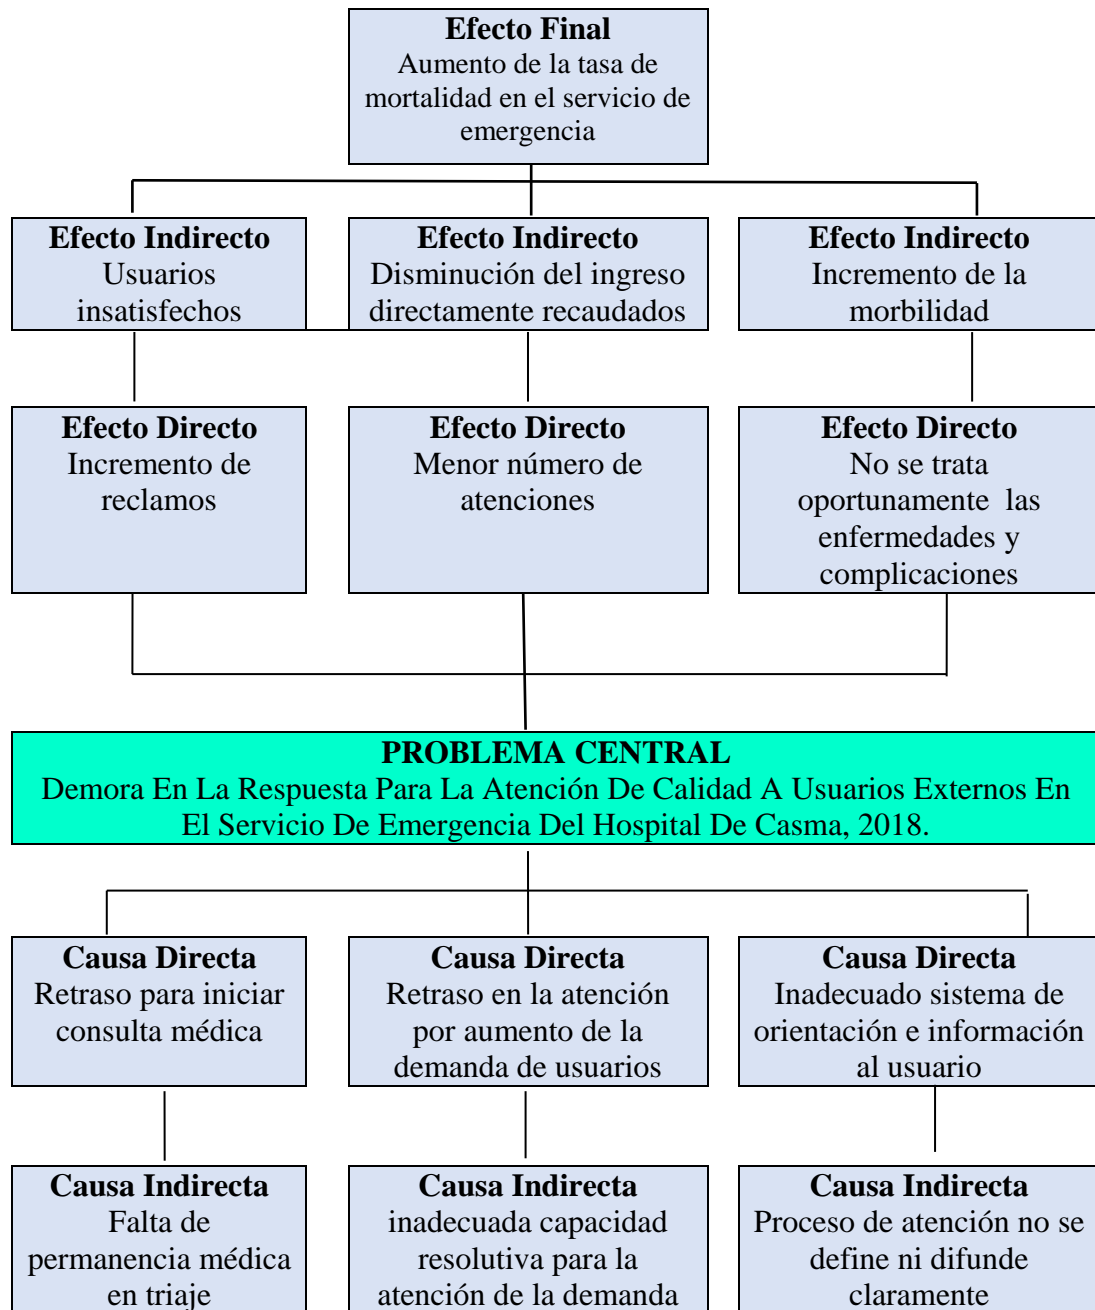 Efecto Final
Aumento de la tasa de
mortalidad en el servicio de
emergencia
Efecto Indirecto
Usuarios
insatisfechos
Efecto Indirecto
Disminución del ingreso
directamente recaudados
Efecto Indirecto
Incremento de la
morbilidad
Efecto Directo
Incremento de
reclamos
Efecto Directo
Menor número de
atenciones
Efecto Directo
No se trata
oportunamente las
enfermedades y
complicaciones
PROBLEMA CENTRAL
Demora En La Respuesta Para La Atención De Calidad A Usuarios Externos En
El Servicio De Emergencia Del Hospital De Casma, 2018.
Causa Directa
Retraso para iniciar
consulta médica
Causa Directa
Retraso en la atención
por aumento de la
demanda de usuarios
Causa Directa
Inadecuado sistema de
orientación e información
al usuario
Causa Indirecta
Falta de
permanencia médica
en triaje
Causa Indirecta
inadecuada capacidad
resolutiva para la
atención de la demanda
Causa Indirecta
Proceso de atención no se
define ni difunde
claramente